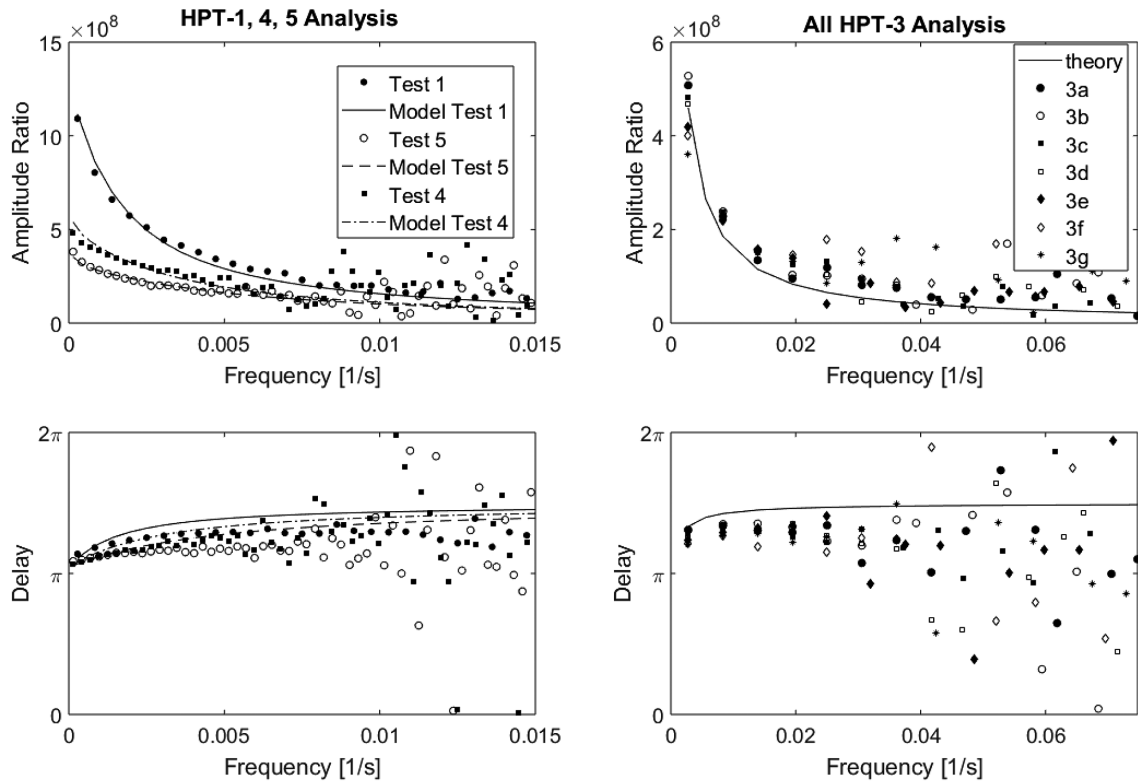 HPT-1, 4, 5 Analysis
×10⁸
15
10
5
0
Amplitude Ratio
Test 1
Model Test 1
Test 5
Model Test 5
Test 4
Model Test 4
0 0.005 0.01 0.015
Frequency [1/s]
All HPT-3 Analysis
×10⁸
6
4
2
0
Amplitude Ratio
theory
3a
3b
3c
3d
3e
3f
3g
0 0.02 0.04 0.06
Frequency [1/s]
2π
π
0
Delay
0 0.005 0.01 0.015
Frequency [1/s]
2π
π
0
Delay
0 0.02 0.04 0.06
Frequency [1/s]